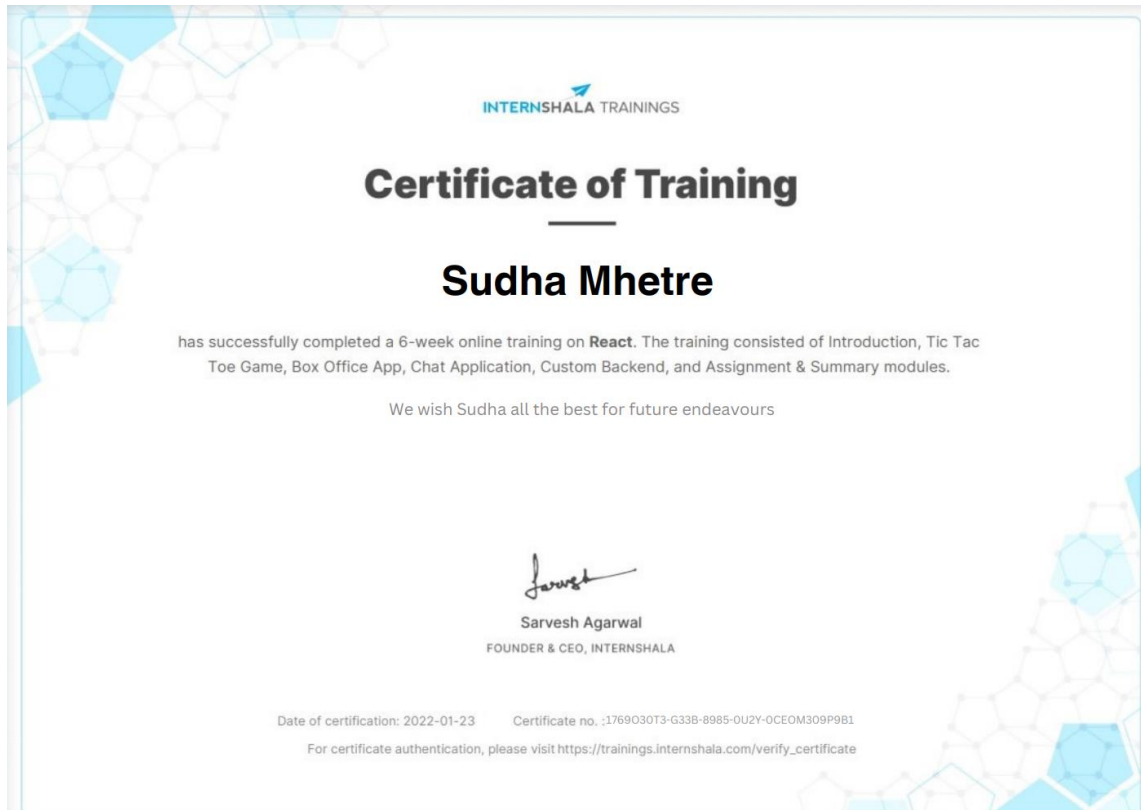 INTERNSHALA TRAININGS
Certificate of Training
Sudha Mhetre
has successfully completed a 6-week online training on React. The training consisted of Introduction, Tic Tac
Toe Game, Box Office App, Chat Application, Custom Backend, and Assignment & Summary modules.
We wish Sudha all the best for future endeavours
Sarvesh Agarwal
FOUNDER & CEO, INTERNSHALA
Date of certification: 2022-01-23 Certificate no. :1769O30T3-G33B-8985-0U2Y-0CEOM309P9B1
For certificate authentication, please visit https://trainings.internshala.com/verify_certificate